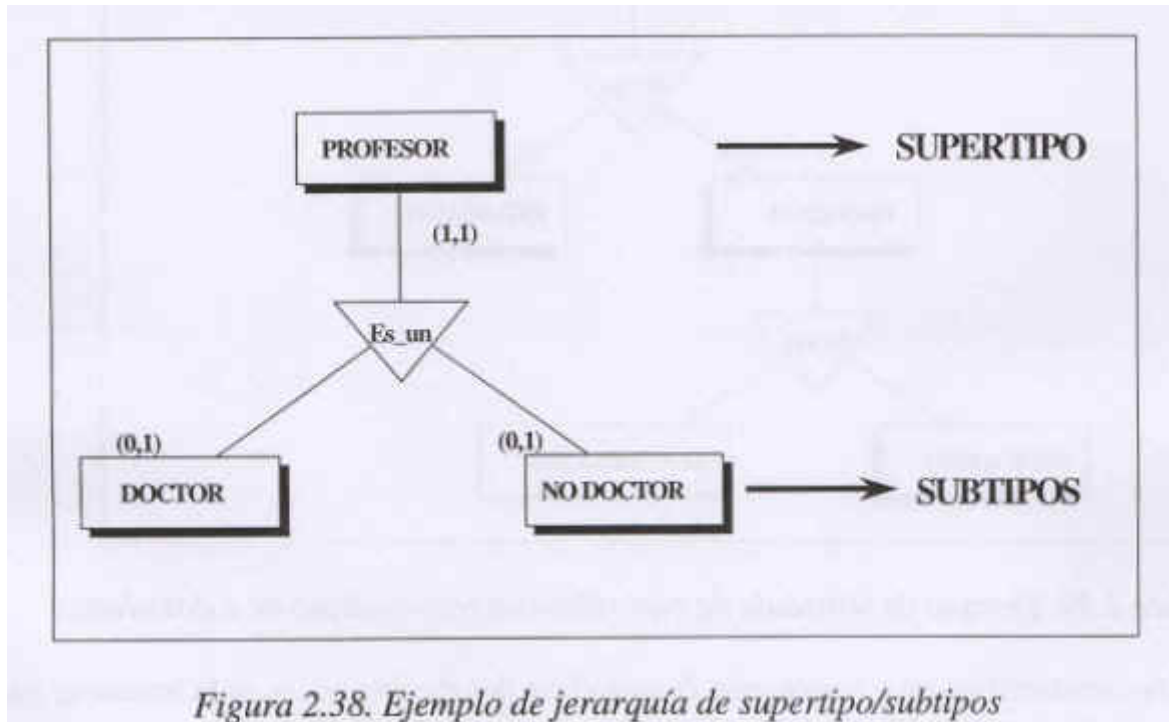 PROFESOR
SUPERTIPO
(1,1)
Es_un
(0,1)
(0,1)
DOCTOR
NO DOCTOR
SUBTIPOS
Figura 2.38. Ejemplo de jerarquía de supertipo/subtipos